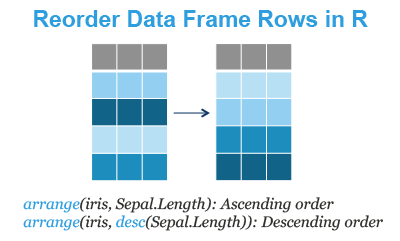 Reorder Data Frame Rows in R
arrange(iris, Sepal.Length): Ascending order
arrange(iris, desc(Sepal.Length)): Descending order